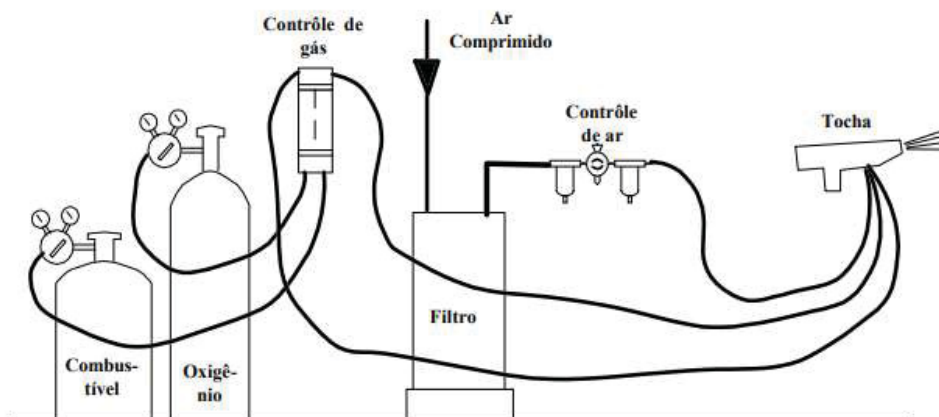 Contrôle de
gás
Ar
Comprimido
Contrôle
de ar
Tocha
Filtro
Combus-
tível
Oxigê-
nio